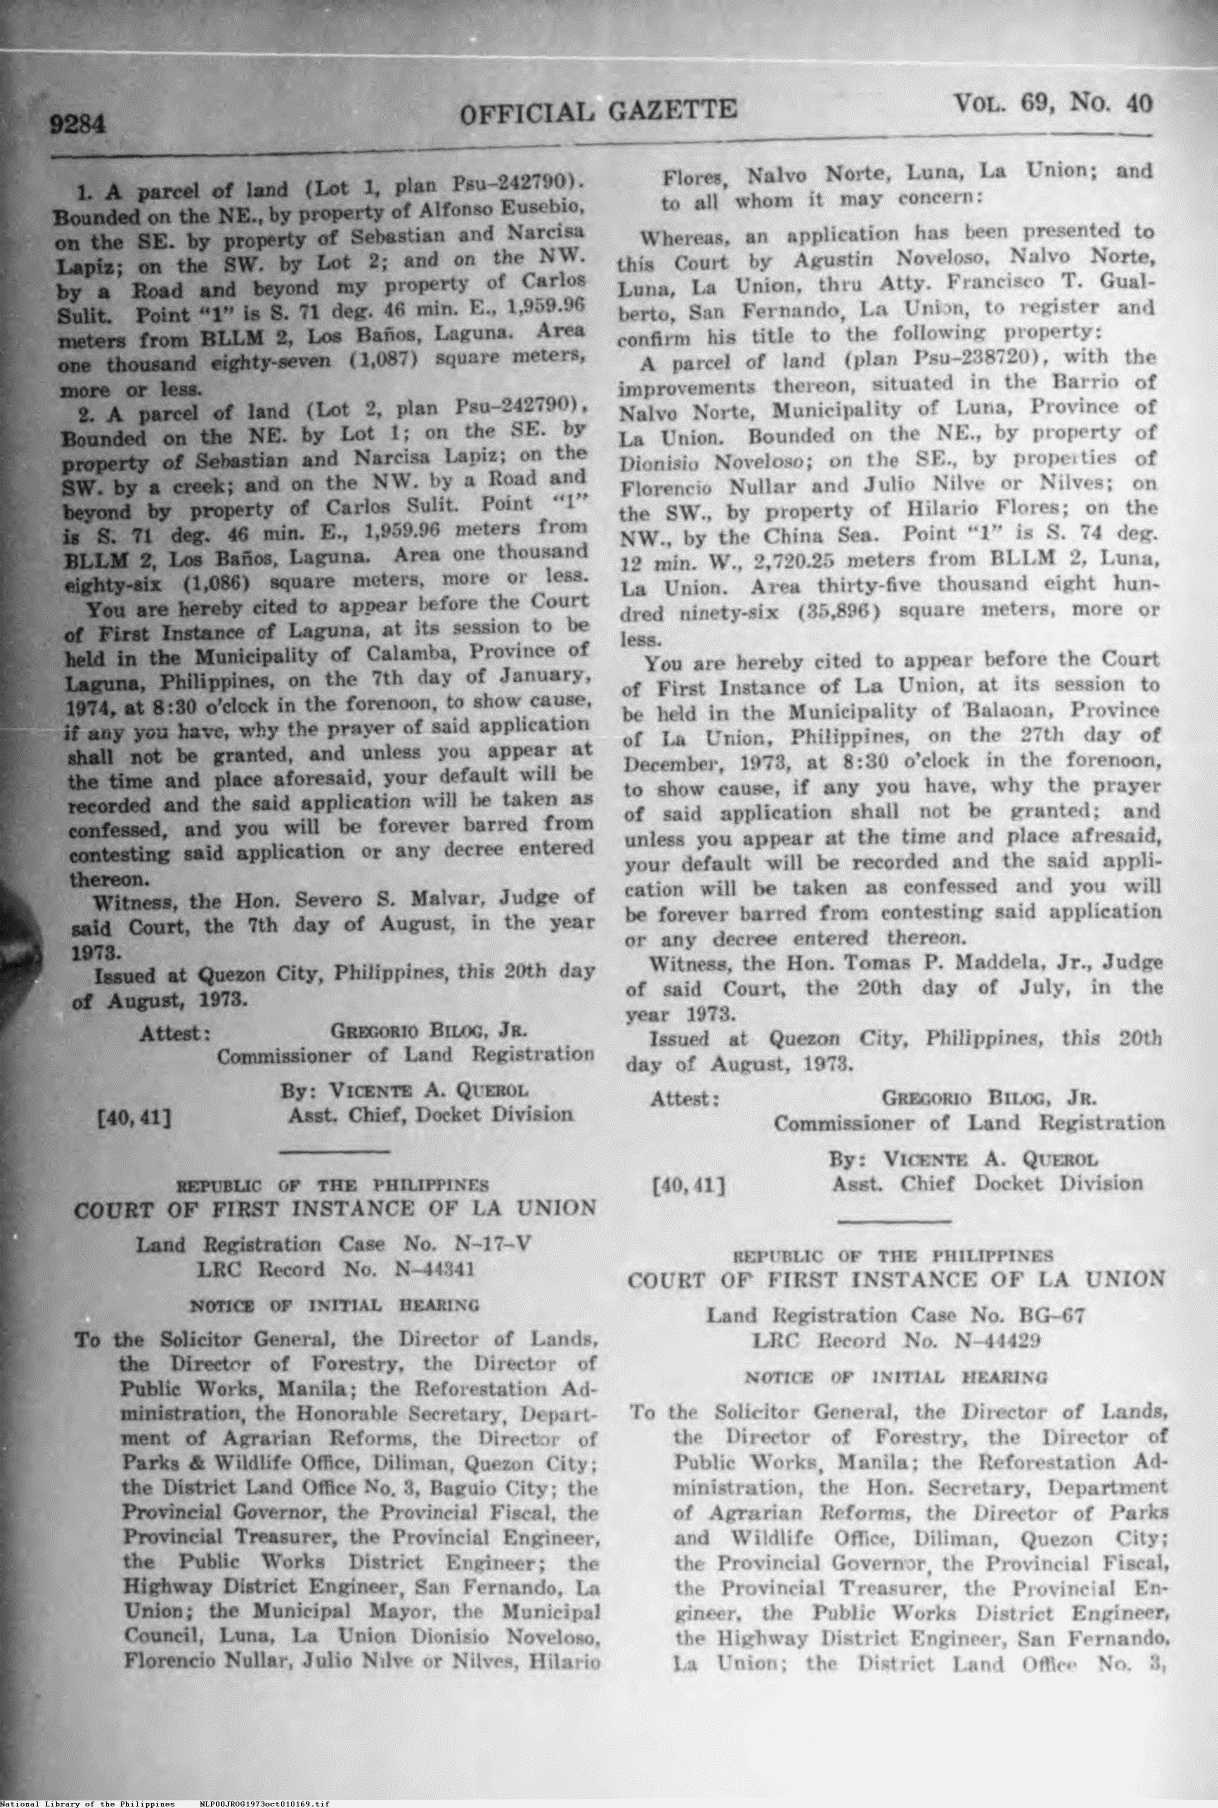 9284
OFFICIAL GAZETTE
VOL. 69, No. 40
1. A parcel of land (Lot 1, plan Psu-242790).
Bounded on the NE., by property of Alfonso Eusebio,
on the SE. by property of Sebastian and Narcisa
Lapiz; on the SW. by Lot 2; and on the NW.
by a Road and beyond my property of Carlos
Sulit. Point "1" is S. 71 deg. 46 min. E., 1,959.96
meters from BLLM 2, Los Baños, Laguna. Area
one thousand eighty-seven (1,087) square meters,
more or less.
2. A parcel of land (Lot 2, plan Psu-242790),
Bounded on the NE. by Lot 1; on the SE. by
property of Sebastian and Narcisa Lapiz; on the
SW. by a creek; and on the NW. by a Road and
beyond by property of Carlos Sulit. Point "1"
is S. 71 deg. 46 min. E., 1,959.96 meters from
BLLM 2, Los Baños, Laguna. Area one thousand
eighty-six (1,086) square meters, more or less.
You are hereby cited to appear before the Court
of First Instance of Laguna, at its session to be
held in the Municipality of Calamba, Province of
Laguna, Philippines, on the 7th day of January,
1974, at 8:30 o'clock in the forenoon, to show cause,
if any you have, why the prayer of said application
shall not be granted, and unless you appear at
the time and place aforesaid, your default will be
recorded and the said application will be taken as
confessed, and you will be forever barred from
contesting said application or any decree entered
thereon.
Witness, the Hon. Severo S. Malvar, Judge of
said Court, the 7th day of August, in the year
1973.
Issued at Quezon City, Philippines, this 20th day
of August, 1973.
Attest: GREGORIO BILOG, JR.
Commissioner of Land Registration
By: VICENTE A. QUEROL
[40, 41] Asst. Chief, Docket Division
REPUBLIC OF THE PHILIPPINES
COURT OF FIRST INSTANCE OF LA UNION
Land Registration Case No. N-17-V
LRC Record No. N-44341
NOTICE OF INITIAL HEARING
To the Solicitor General, the Director of Lands,
the Director of Forestry, the Director of
Public Works, Manila; the Reforestation Ad-
ministration, the Honorable Secretary, Depart-
ment of Agrarian Reforms, the Director of
Parks & Wildlife Office, Diliman, Quezon City;
the District Land Office No. 3, Baguio City; the
Provincial Governor, the Provincial Fiscal, the
Provincial Treasurer, the Provincial Engineer,
the Public Works District Engineer; the
Highway District Engineer, San Fernando, La
Union; the Municipal Mayor, the Municipal
Council, Luna, La Union Dionisio Noveloso,
Florencio Nullar, Julio Nilve or Nilves, Hilario
Flores, Nalvo Norte, Luna, La Union; and
to all whom it may concern:
Whereas, an application has been presented to
this Court by Agustin Noveloso, Nalvo Norte,
Luna, La Union, thru Atty. Francisco T. Gual-
berto, San Fernando, La Union, to register and
confirm his title to the following property:
A parcel of land (plan Psu-238720), with the
improvements thereon, situated in the Barrio of
Nalvo Norte, Municipality of Luna, Province of
La Union. Bounded on the NE., by property of
Dionisio Noveloso; on the SE., by properties of
Florencio Nullar and Julio Nilve or Nilves; on
the SW., by property of Hilario Flores; on the
NW., by the China Sea. Point "1" is S. 74 deg.
12 min. W., 2,720.25 meters from BLLM 2, Luna,
La Union. Area thirty-five thousand eight hun-
dred ninety-six (35,896) square meters, more or
less.
You are hereby cited to appear before the Court
of First Instance of La Union, at its session to
be held in the Municipality of Balaoan, Province
of La Union, Philippines, on the 27th day of
December, 1973, at 8:30 o'clock in the forenoon,
to show cause, if any you have, why the prayer
of said application shall not be granted; and
unless you appear at the time and place afresaid,
your default will be recorded and the said appli-
cation will be taken as confessed and you will
be forever barred from contesting said application
or any decree entered thereon.
Witness, the Hon. Tomas P. Maddela, Jr., Judge
of said Court, the 20th day of July, in the
year 1973.
Issued at Quezon City, Philippines, this 20th
day of August, 1973.
Attest: GREGORIO BILOG, JR.
Commissioner of Land Registration
By: VICENTE A. QUEROL
[40, 41] Asst. Chief Docket Division
REPUBLIC OF THE PHILIPPINES
COURT OF FIRST INSTANCE OF LA UNION
Land Registration Case No. BG-67
LRC Record No. N-44429
NOTICE OF INITIAL HEARING
To the Solicitor General, the Director of Lands,
the Director of Forestry, the Director of
Public Works, Manila; the Reforestation Ad-
ministration, the Hon. Secretary, Department
of Agrarian Reforms, the Director of Parks
and Wildlife Office, Diliman, Quezon City;
the Provincial Governor, the Provincial Fiscal,
the Provincial Treasurer, the Provincial En-
gineer, the Public Works District Engineer,
the Highway District Engineer, San Fernando,
La Union; the District Land Office No. 3,
National Library of the Philippines NLPOOJROG1973oct010169.tif